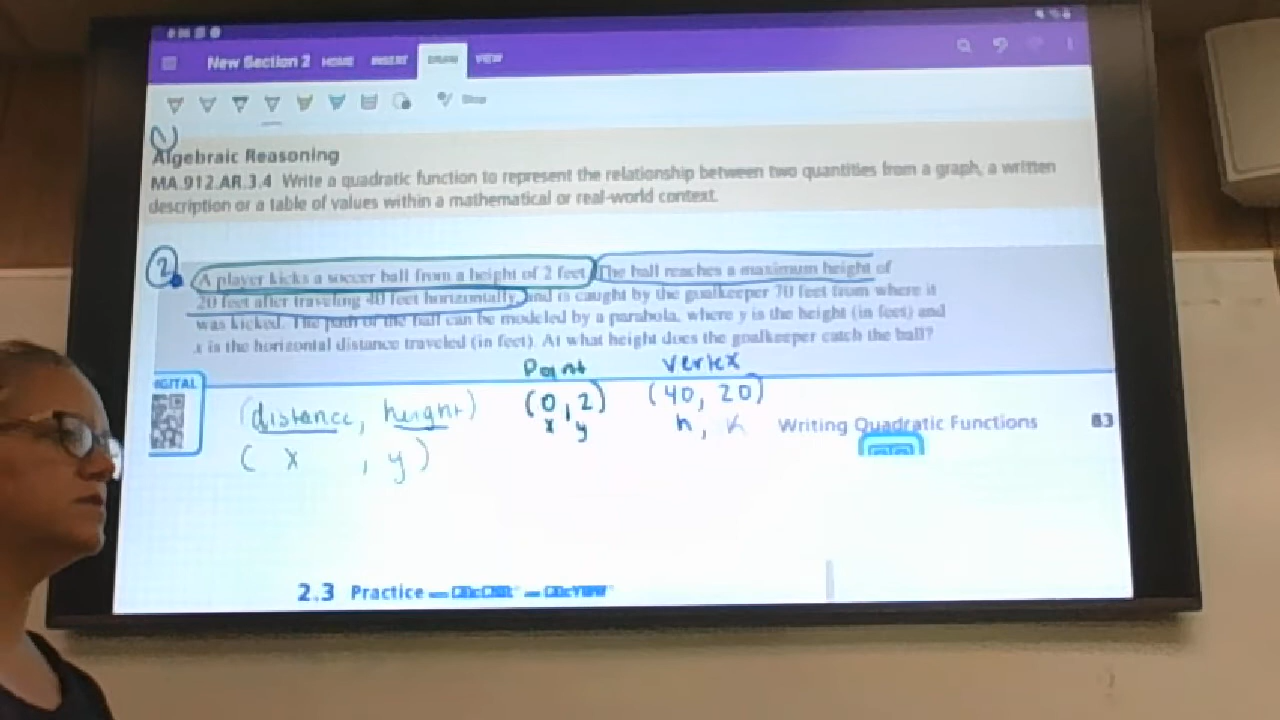 New Section 2 HOME INSERT DRAW VIEW
Algebraic Reasoning
MA.912.AR.3.4 Write a quadratic function to represent the relationship between two quantities from a graph, a written
description or a table of values within a mathematical or real-world context.
2.
A player kicks a soccer ball from a height of 2 feet. The ball reaches a maximum height of
20 feet after traveling 40 feet horizontally and is caught by the goalkeeper 70 feet from where it
was kicked. The path of the ball can be modeled by a parabola, where y is the height (in feet) and
x is the horizontal distance traveled (in feet). At what height does the goalkeeper catch the ball?
Point Vertex
(distance, height) (0, 2) (40, 20)
x y h, k
( x , y )
Writing Quadratic Functions 83
2.3 Practice